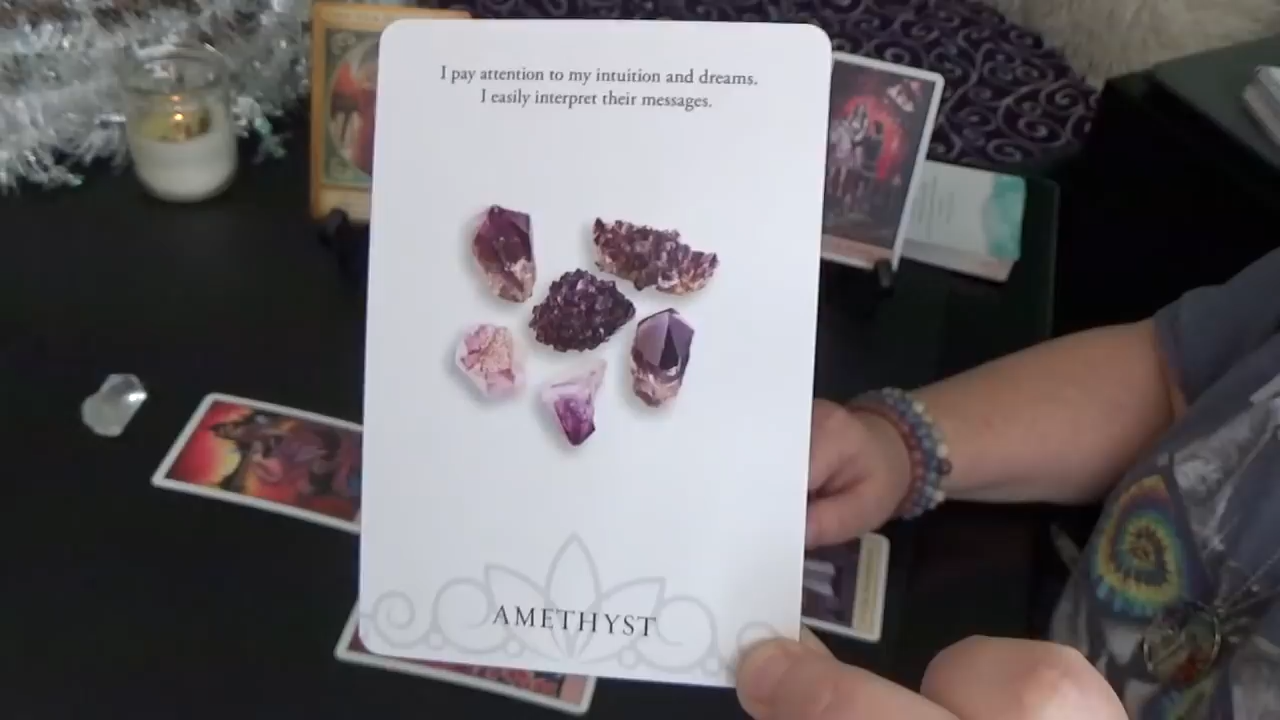 I pay attention to my intuition and dreams.
I easily interpret their messages.
AMETHYST